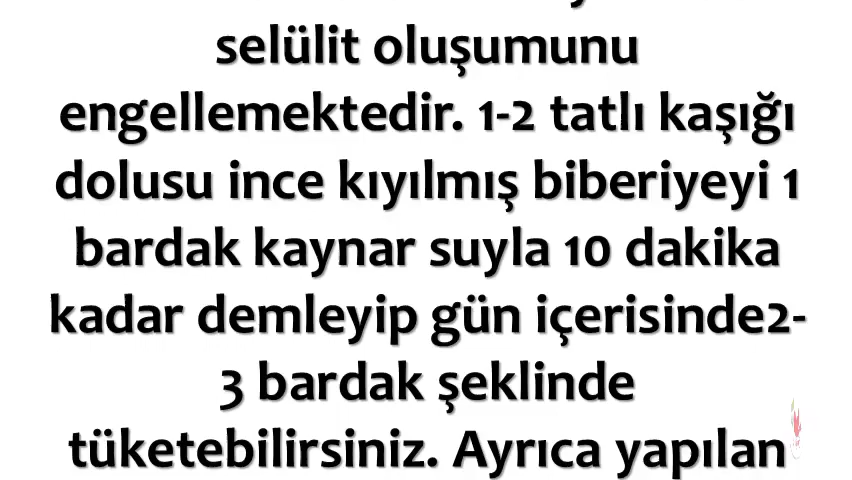 selülit oluşumunu
engellemektedir. 1-2 tatlı kaşığı
dolusu ince kıyılmış biberiyeyi 1
bardak kaynar suyla 10 dakika
kadar demleyip gün içerisinde2-
3 bardak şeklinde
tüketebilirsiniz. Ayrıca yapılan